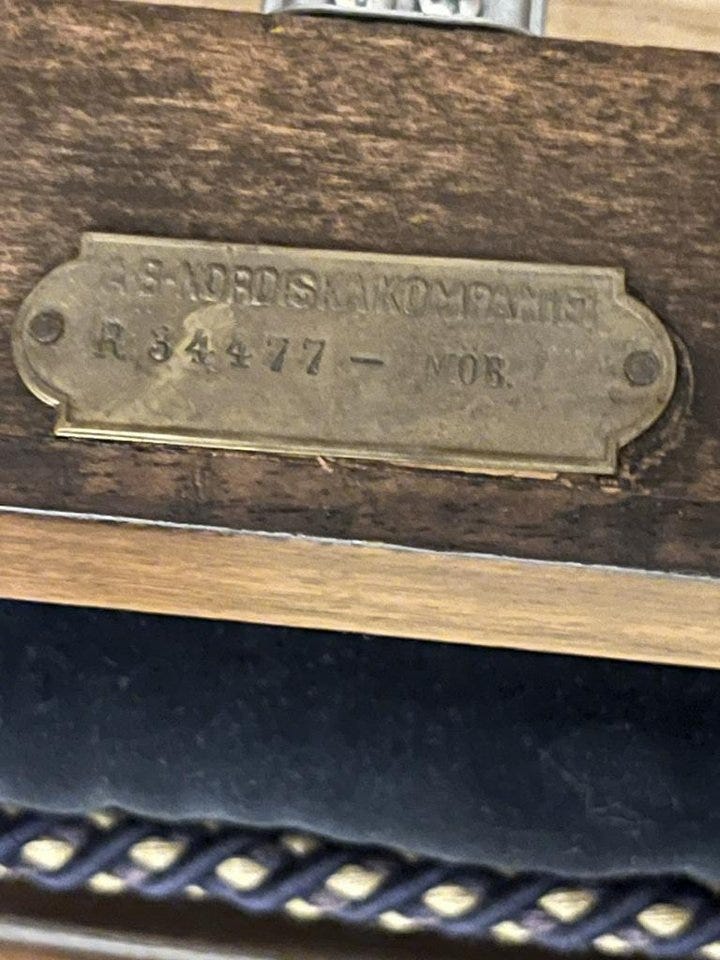 A.B. NORDISKA KOMPANIET
R 34477 — MÖB.